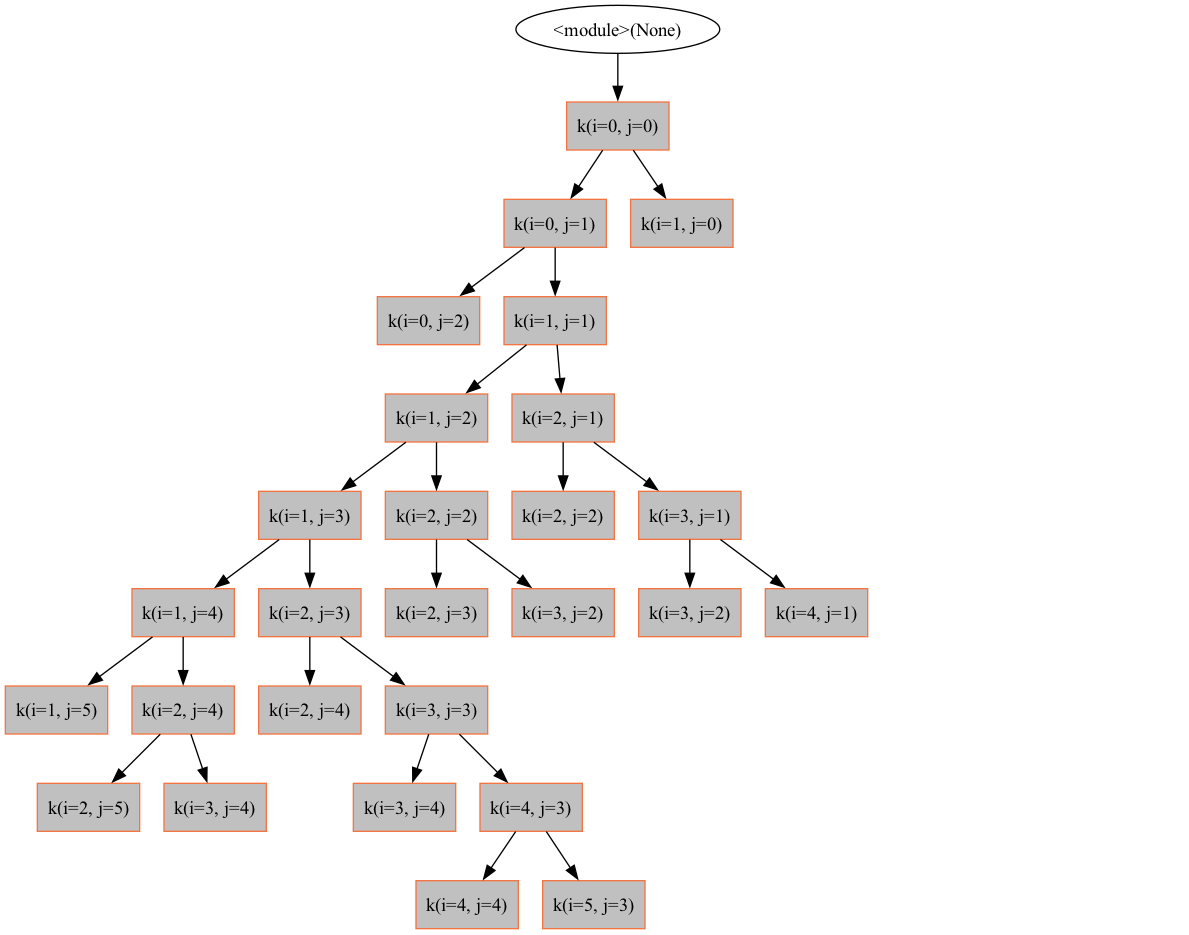 <module>(None)
k(i=0, j=0)
k(i=0, j=1)
k(i=1, j=0)
k(i=0, j=2)
k(i=1, j=1)
k(i=1, j=2)
k(i=2, j=1)
k(i=1, j=3)
k(i=2, j=2)
k(i=2, j=2)
k(i=3, j=1)
k(i=1, j=4)
k(i=2, j=3)
k(i=2, j=3)
k(i=3, j=2)
k(i=3, j=2)
k(i=4, j=1)
k(i=1, j=5)
k(i=2, j=4)
k(i=2, j=4)
k(i=3, j=3)
k(i=2, j=5)
k(i=3, j=4)
k(i=3, j=4)
k(i=4, j=3)
k(i=4, j=4)
k(i=5, j=3)